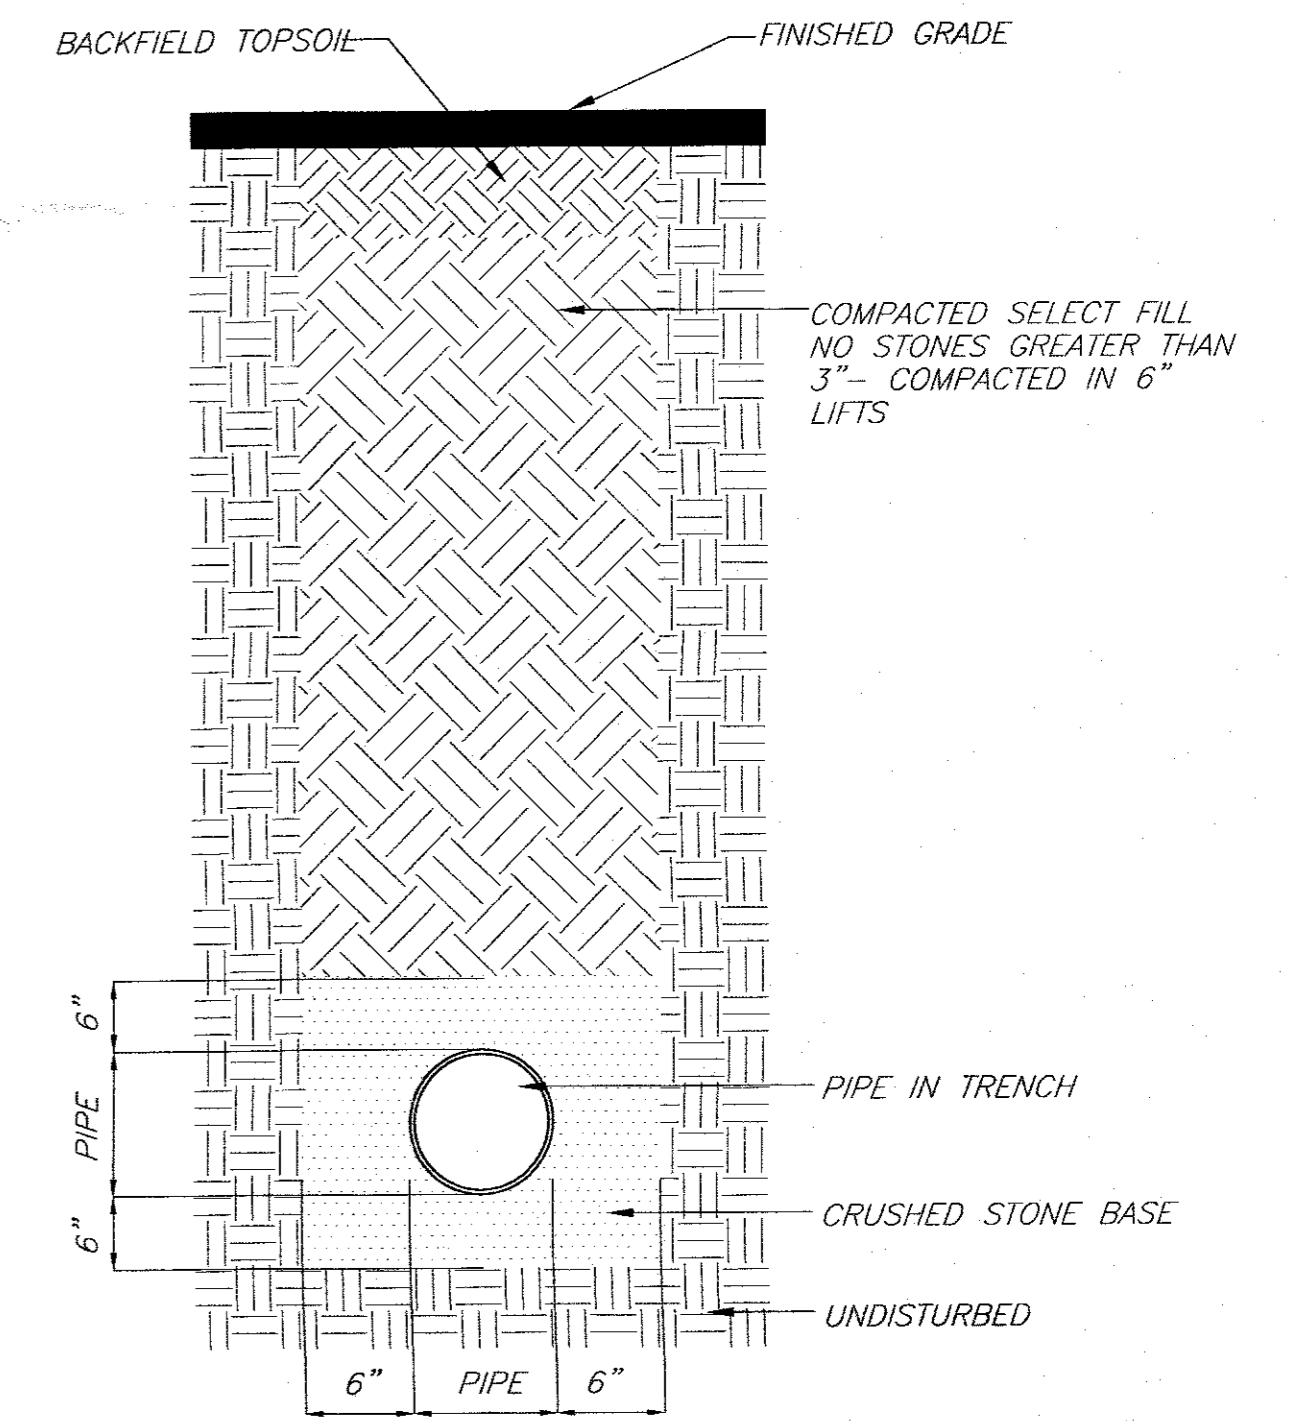 BACKFIELD TOPSOIL
FINISHED GRADE
COMPACTED SELECT FILL
NO STONES GREATER THAN
3"- COMPACTED IN 6"
LIFTS
6"
PIPE
6"
PIPE IN TRENCH
CRUSHED STONE BASE
UNDISTURBED
6"
PIPE
6"